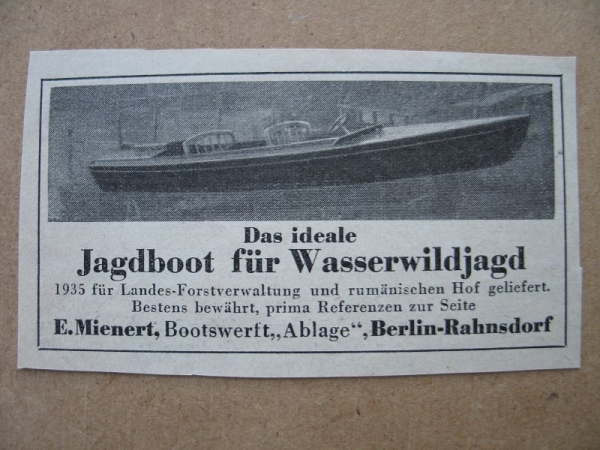 Das ideale
Jagdboot für Wasserwildjagd
1935 für Landes-Forstverwaltung und rumänischen Hof geliefert.
Bestens bewährt, prima Referenzen zur Seite
E. Mienert, Bootswerft „Ablage“, Berlin-Rahnsdorf